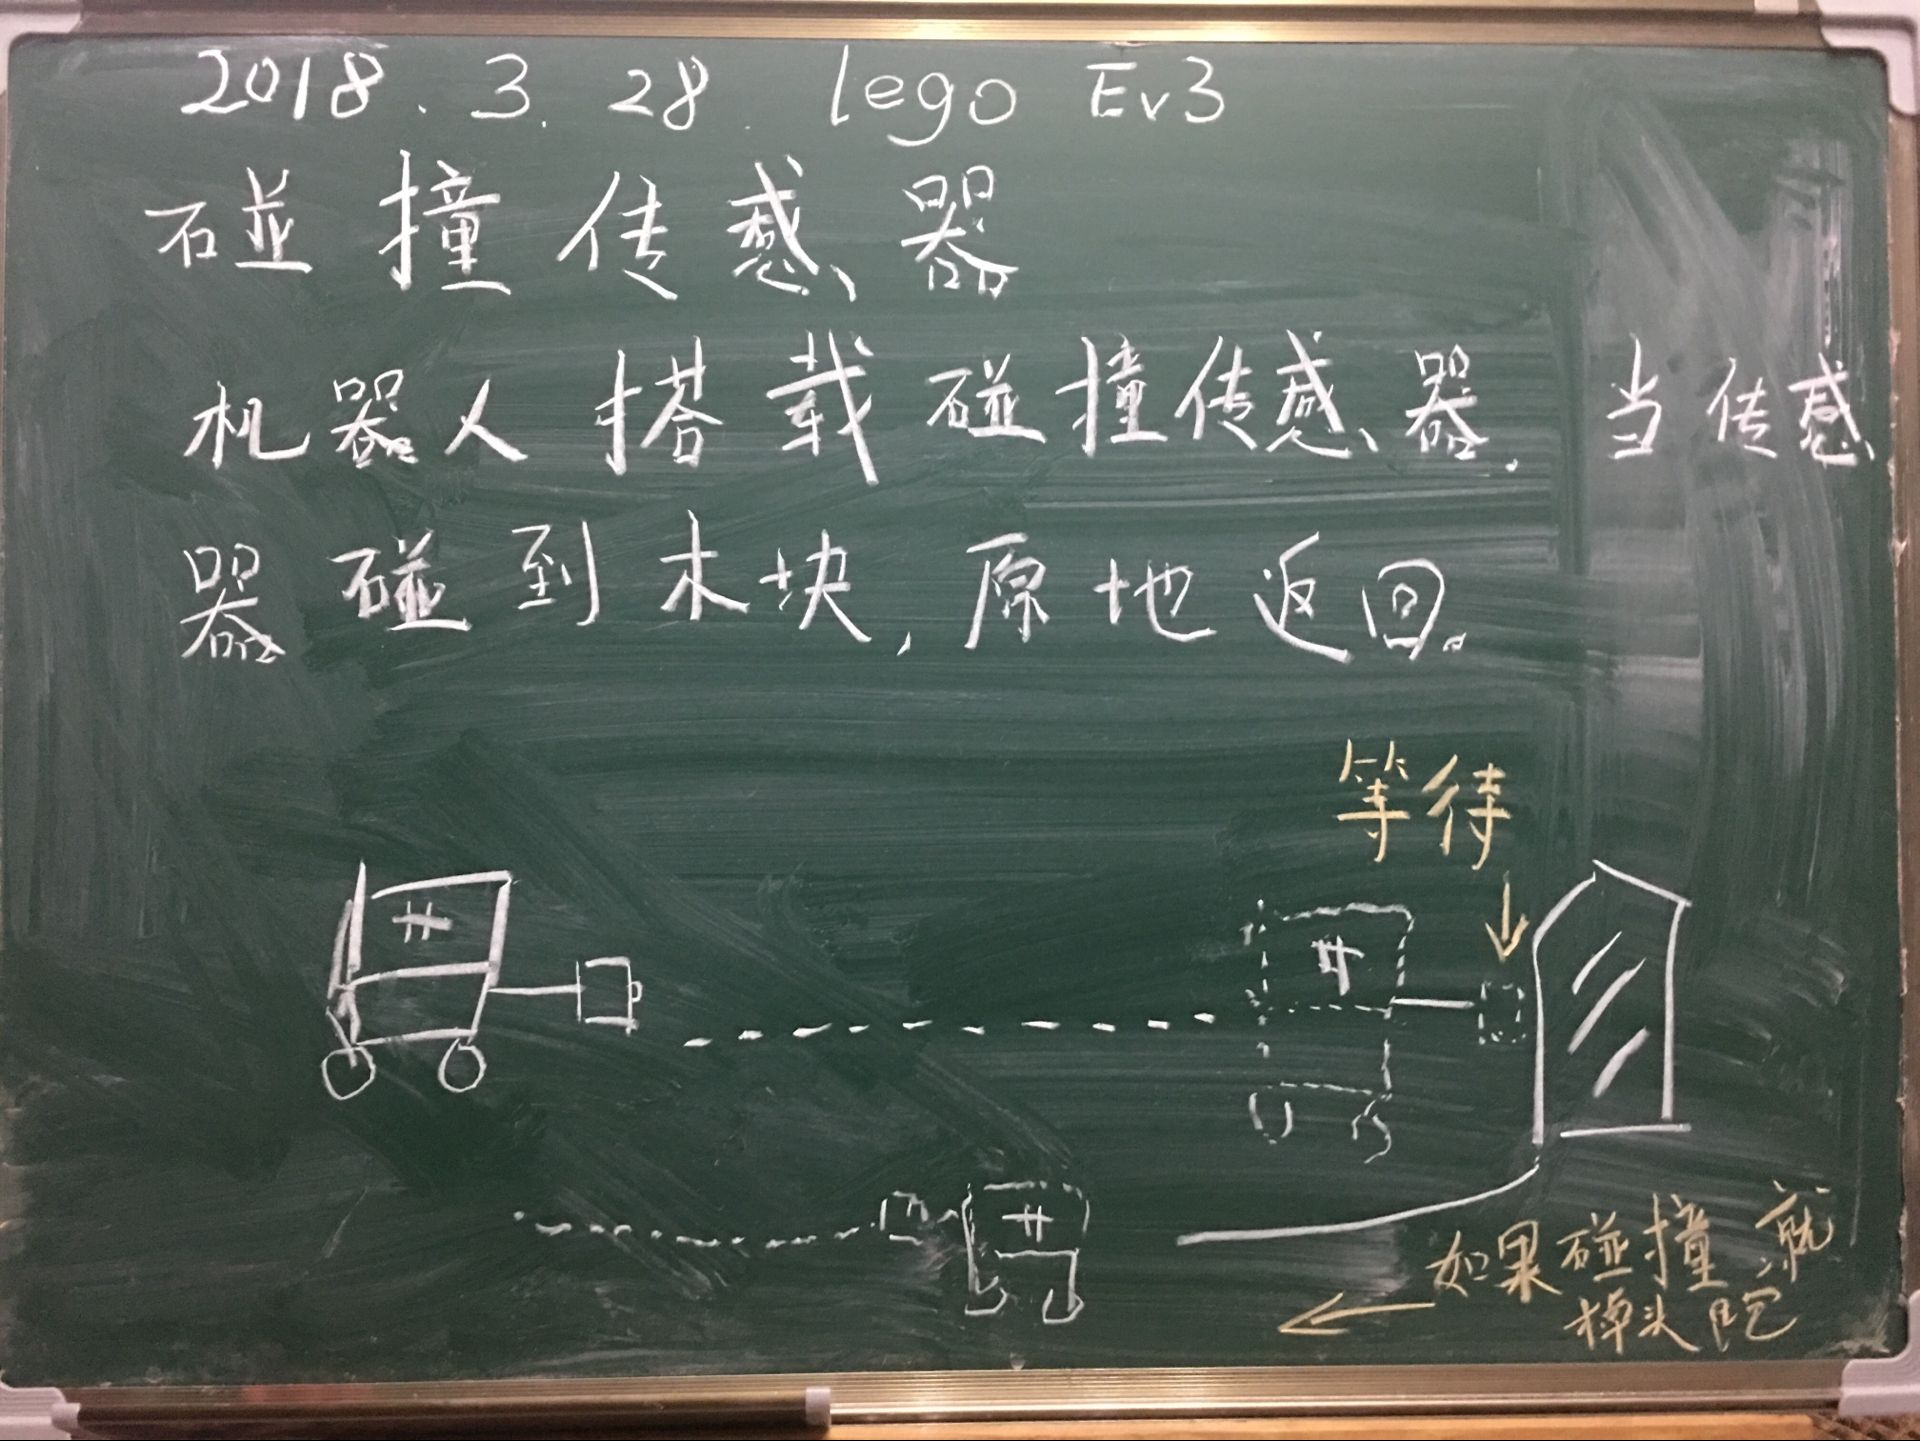 2018.3.28. lego Ev3
碰撞传感器
机器人搭载碰撞传感器.当传感
器碰到木块,原地返回。
等待
如果碰撞就
掉头